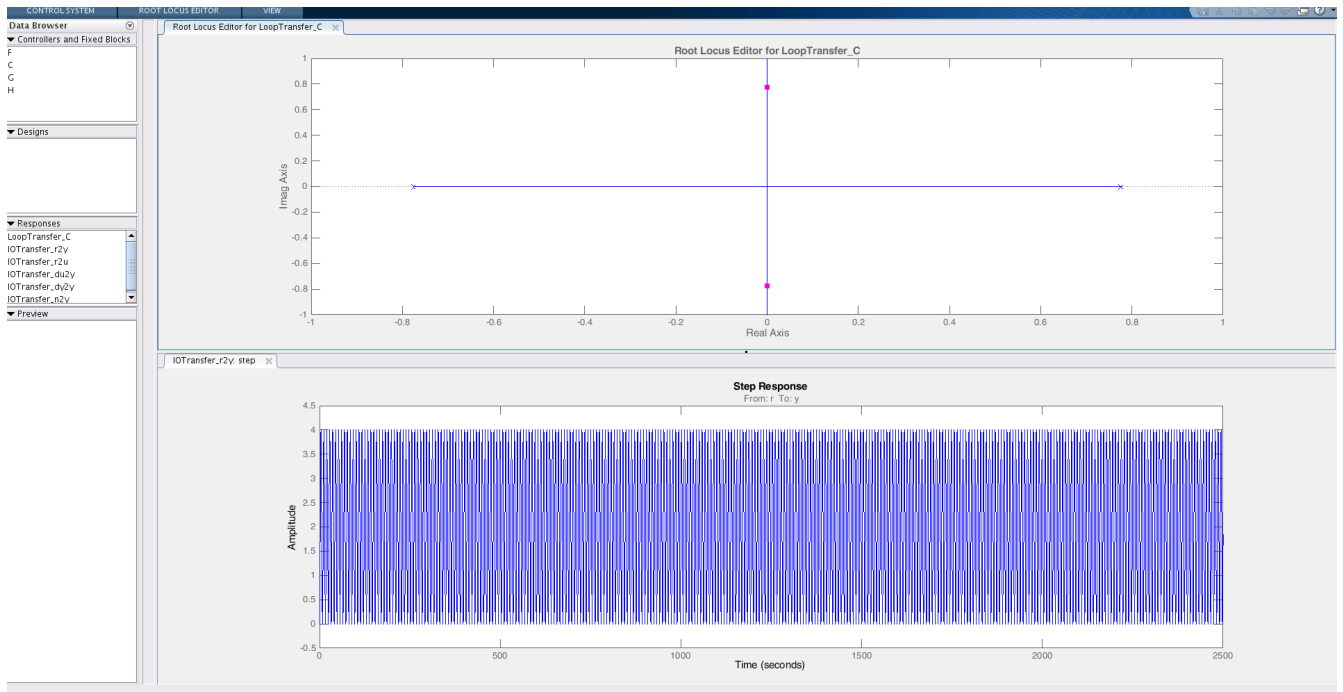 CONTROL SYSTEM ROOT LOCUS EDITOR VIEW
Data Browser
Controllers and Fixed Blocks
F
C
G
H
Designs
Responses
LoopTransfer_C
IOTransfer_r2y
IOTransfer_r2u
IOTransfer_du2y
IOTransfer_dy2y
IOTransfer_n2y
Preview
Root Locus Editor for LoopTransfer_C
Root Locus Editor for LoopTransfer_C
Imag Axis
1
0.8
0.6
0.4
0.2
0
-0.2
-0.4
-0.6
-0.8
-1
-1 -0.8 -0.6 -0.4 -0.2 0 0.2 0.4 0.6 0.8 1
Real Axis
IOTransfer_r2y: step
Step Response
From: r To: y
Amplitude
4.5
4
3.5
3
2.5
2
1.5
1
0.5
0
-0.5
0 500 1000 1500 2000 2500
Time (seconds)